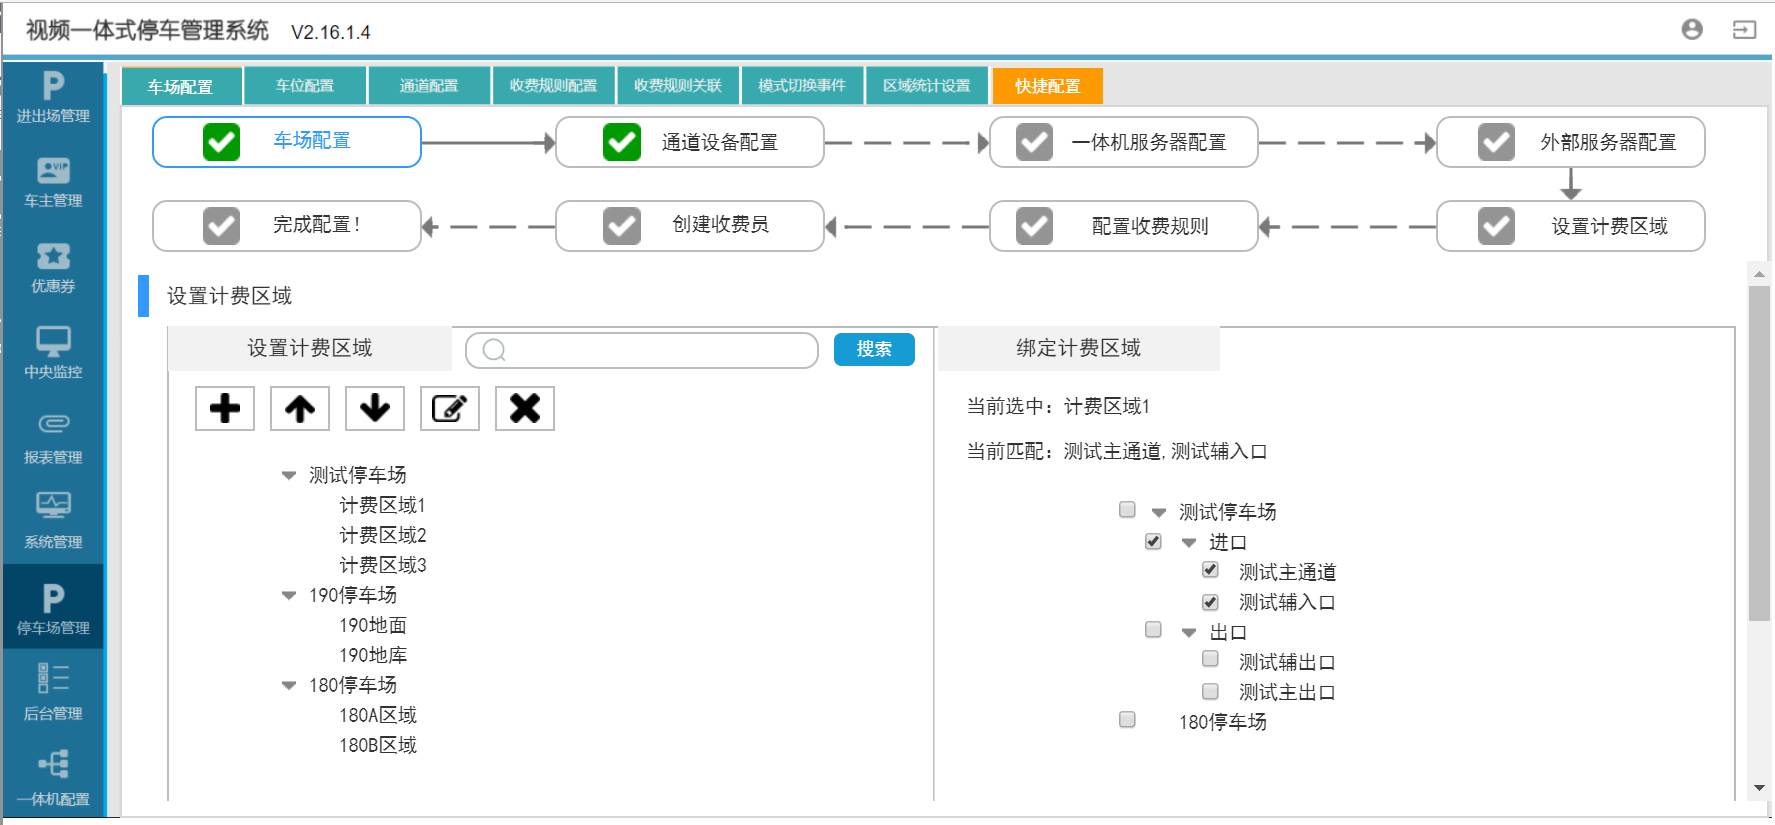 视频一体式停车管理系统 V2.16.1.4
进出场管理
车主管理
优惠券
中央监控
报表管理
系统管理
停车场管理
后台管理
一体机配置
车场配置 车位配置 通道配置 收费规则配置 收费规则关联 模式切换事件 区域统计设置 快捷配置
车场配置 通道设备配置 一体机服务器配置 外部服务器配置
完成配置! 创建收费员 配置收费规则 设置计费区域
设置计费区域
设置计费区域 搜索
测试停车场
计费区域1
计费区域2
计费区域3
190停车场
190地面
190地库
180停车场
180A区域
180B区域
绑定计费区域
当前选中: 计费区域1
当前匹配: 测试主通道,测试辅入口
测试停车场
进口
测试主通道
测试辅入口
出口
测试辅出口
测试主出口
180停车场